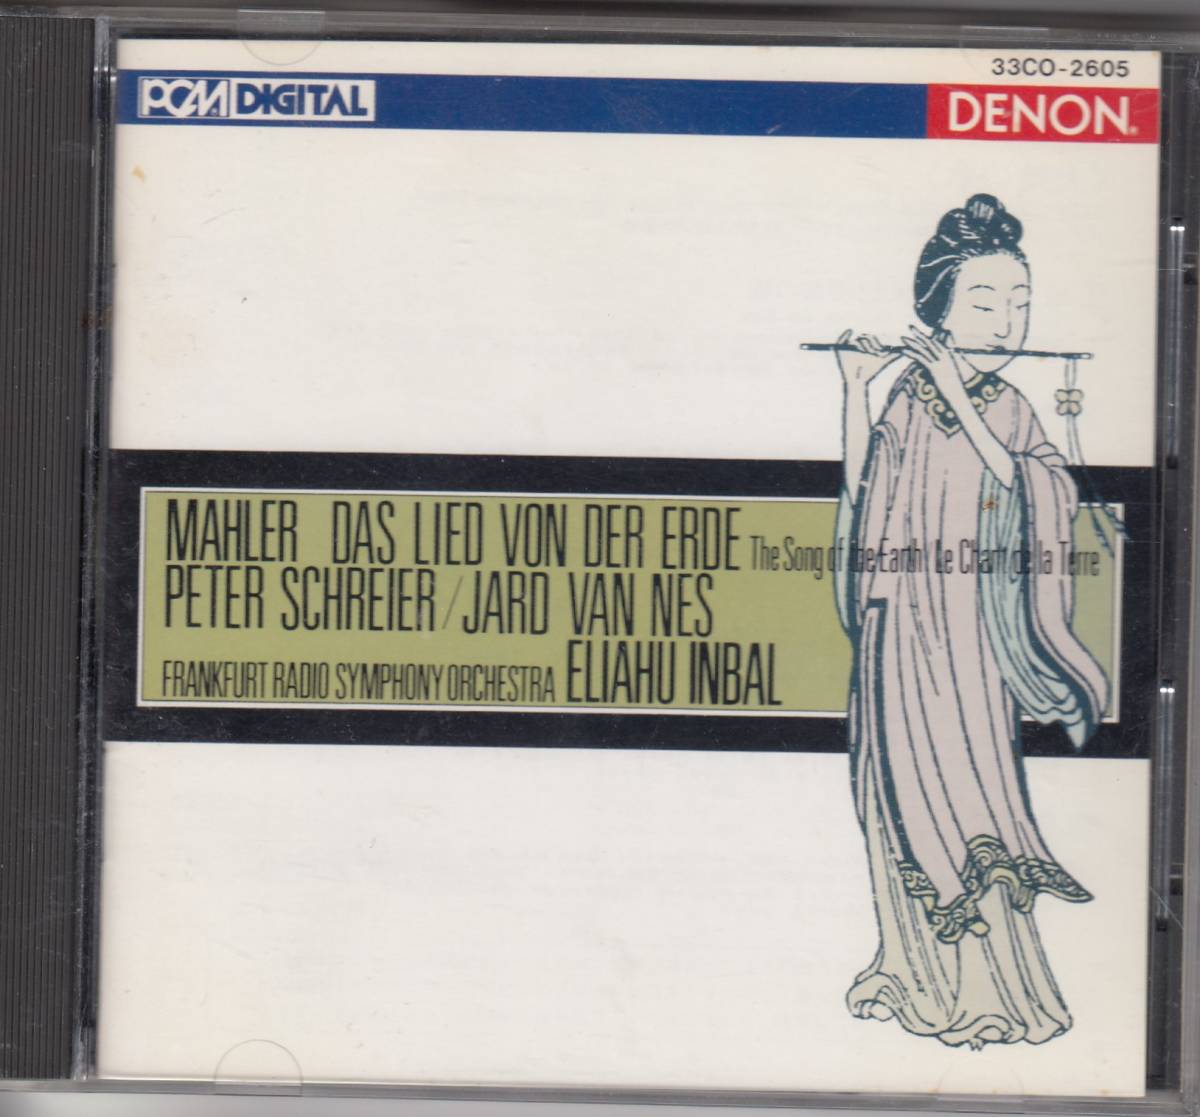 33CO-2605
PCM DIGITAL
DENON
MAHLER DAS LIED VON DER ERDE The Song of the Earth/Le Chant de la Terre
PETER SCHREIER/JARD VAN NES
FRANKFURT RADIO SYMPHONY ORCHESTRA ELIAHU INBAL